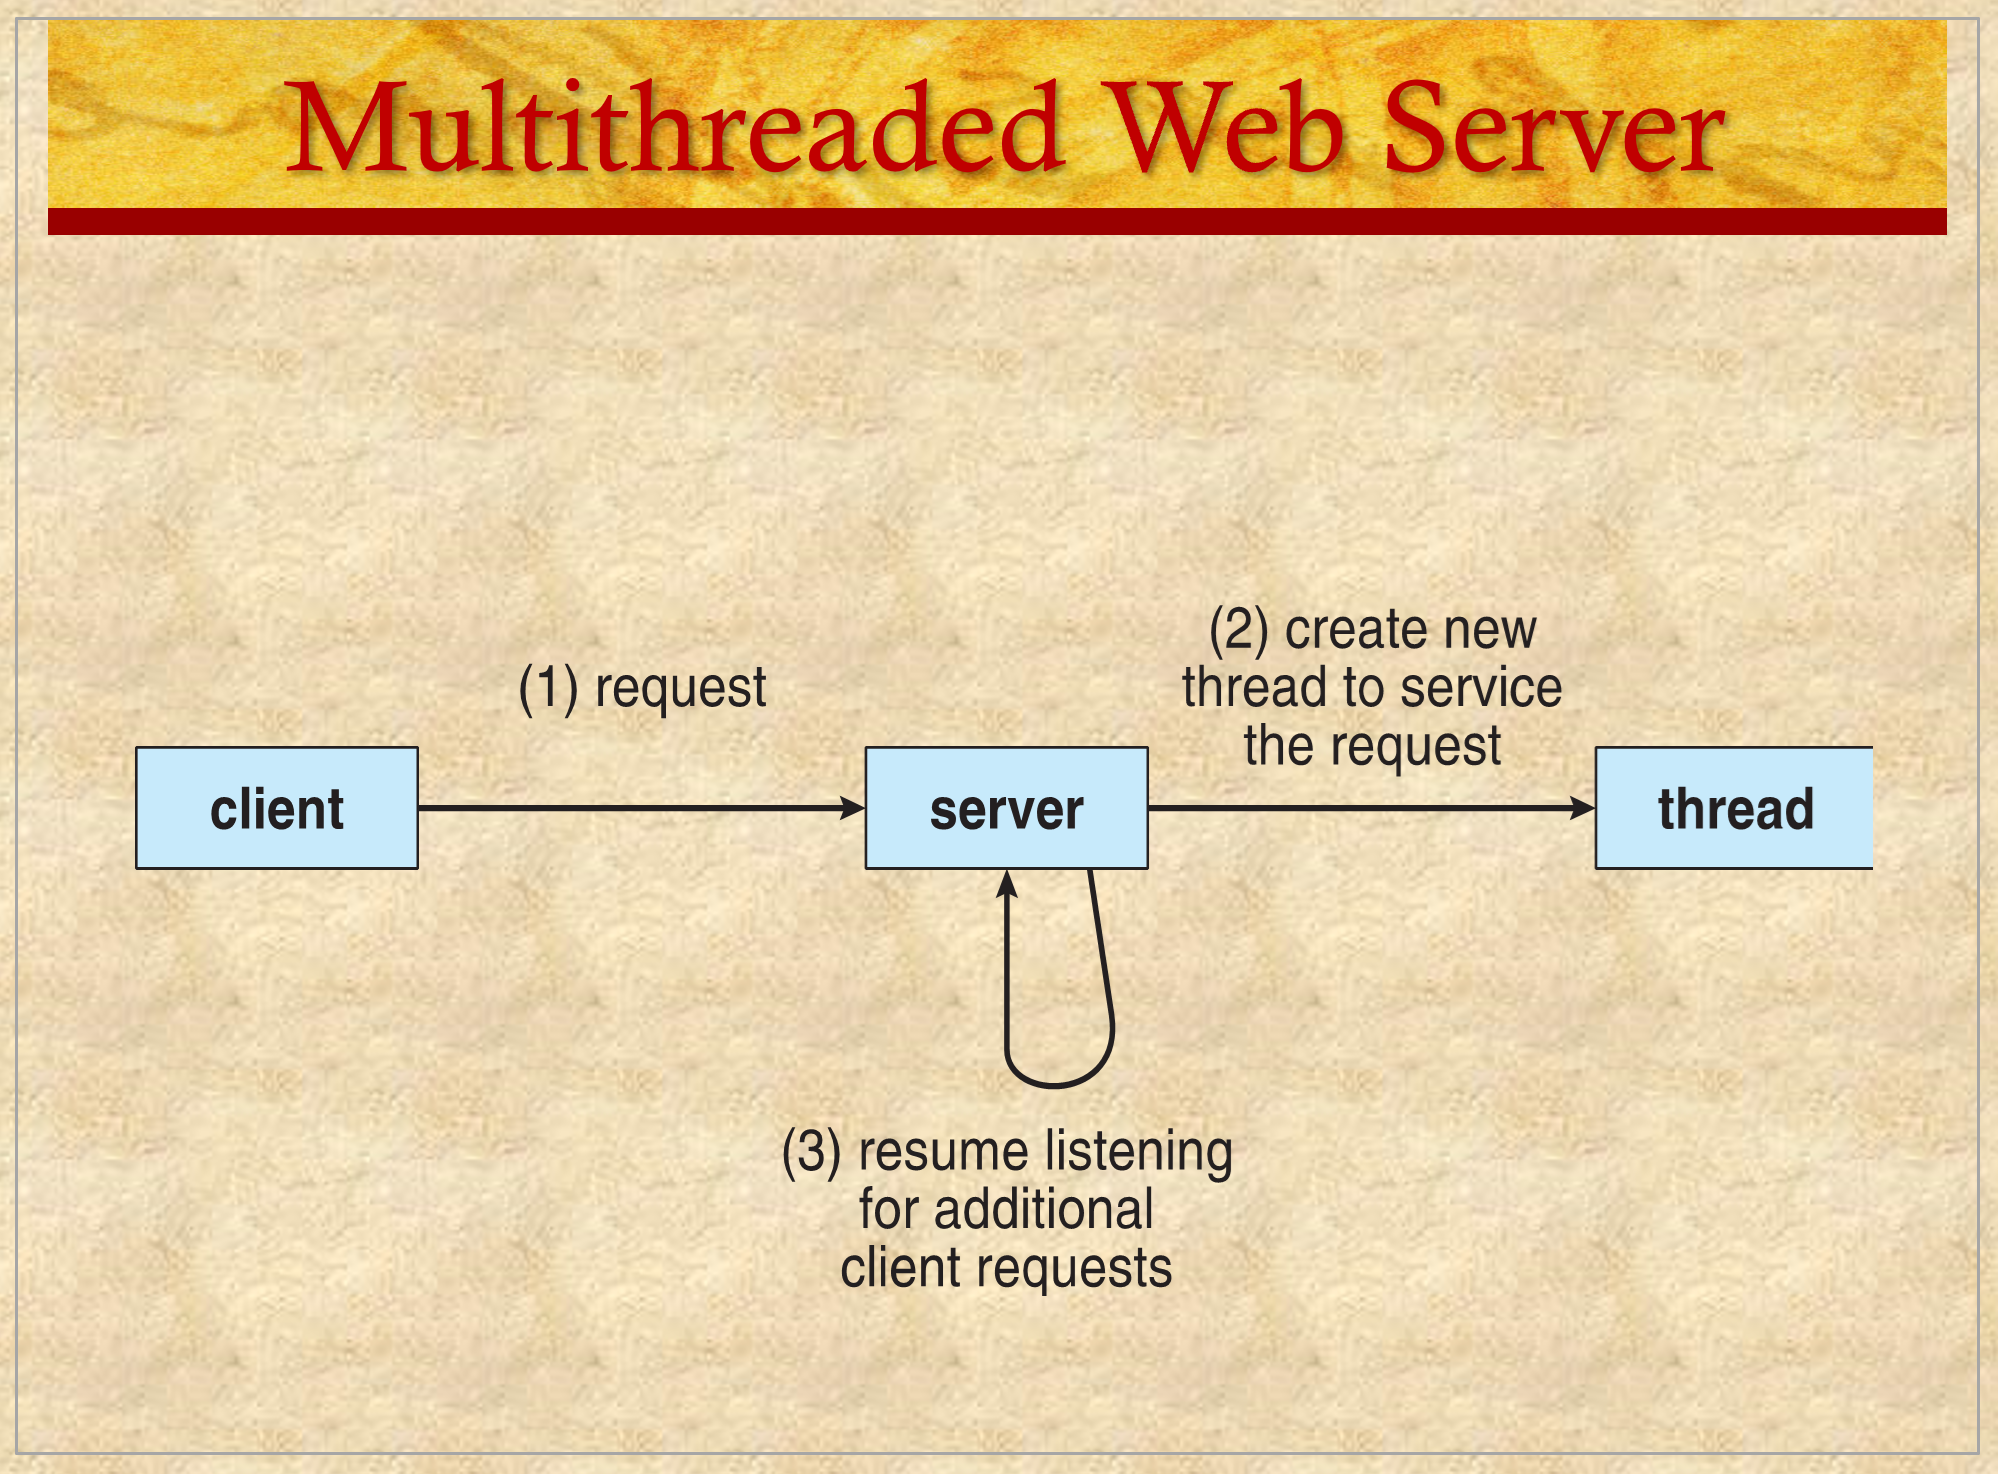 Multithreaded Web Server
(1) request
(2) create new
thread to service
the request
client
server
thread
(3) resume listening
for additional
client requests